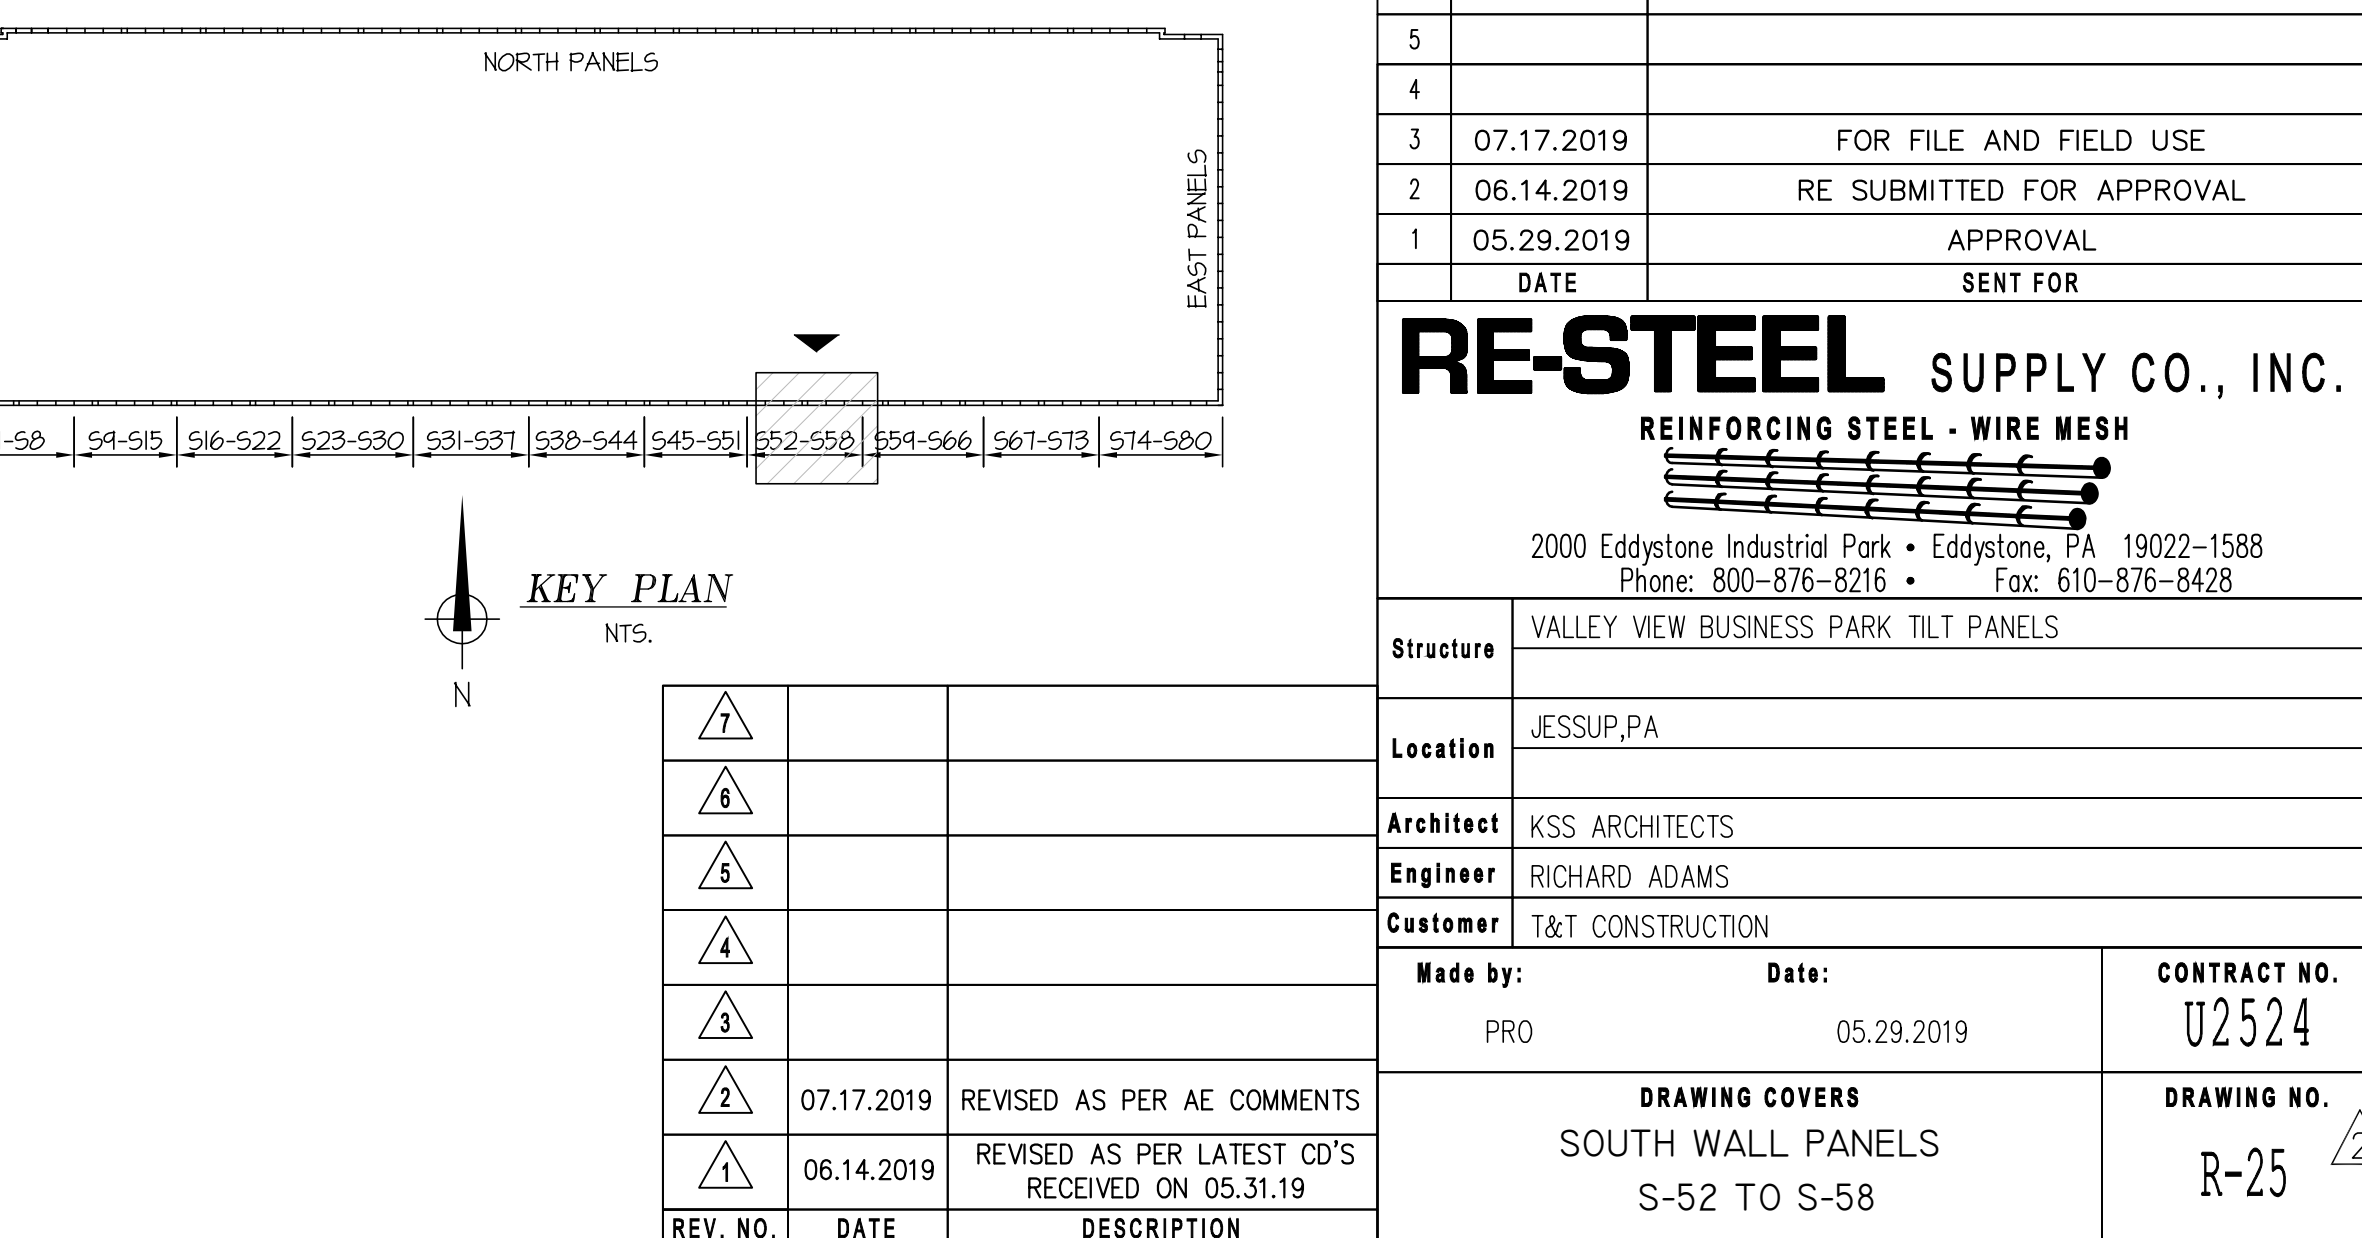 NORTH PANELS
EAST PANELS
-S8 S9-S15 S16-S22 S23-S30 S31-S37 S38-S44 S45-S51 S52-S58 S59-S66 S67-S73 S74-S80
KEY PLAN
NTS.
N
7
6
5
4
3
2 07.17.2019 REVISED AS PER AE COMMENTS
1 06.14.2019 REVISED AS PER LATEST CD'S
RECEIVED ON 05.31.19
REV. NO. DATE DESCRIPTION
5
4
3 07.17.2019 FOR FILE AND FIELD USE
2 06.14.2019 RE SUBMITTED FOR APPROVAL
1 05.29.2019 APPROVAL
DATE SENT FOR
RE-STEEL SUPPLY CO., INC.
REINFORCING STEEL - WIRE MESH
2000 Eddystone Industrial Park • Eddystone, PA 19022-1588
Phone: 800-876-8216 • Fax: 610-876-8428
Structure VALLEY VIEW BUSINESS PARK TILT PANELS
Location JESSUP,PA
Architect KSS ARCHITECTS
Engineer RICHARD ADAMS
Customer T&T CONSTRUCTION
Made by: Date: CONTRACT NO.
PRO 05.29.2019 U2524
DRAWING COVERS DRAWING NO.
SOUTH WALL PANELS 2
S-52 TO S-58 R-25